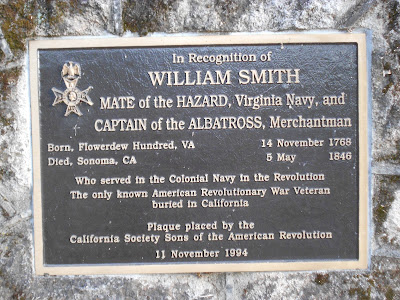 In Recognition of
WILLIAM SMITH
MATE of the HAZARD, Virginia Navy, and
CAPTAIN of the ALBATROSS, Merchantman
Born, Flowerdew Hundred, VA 14 November 1768
Died, Sonoma, CA 5 May 1846
Who served in the Colonial Navy in the Revolution
The only known American Revolutionary War Veteran
buried in California
Plaque placed by the
California Society Sons of the American Revolution
11 November 1994